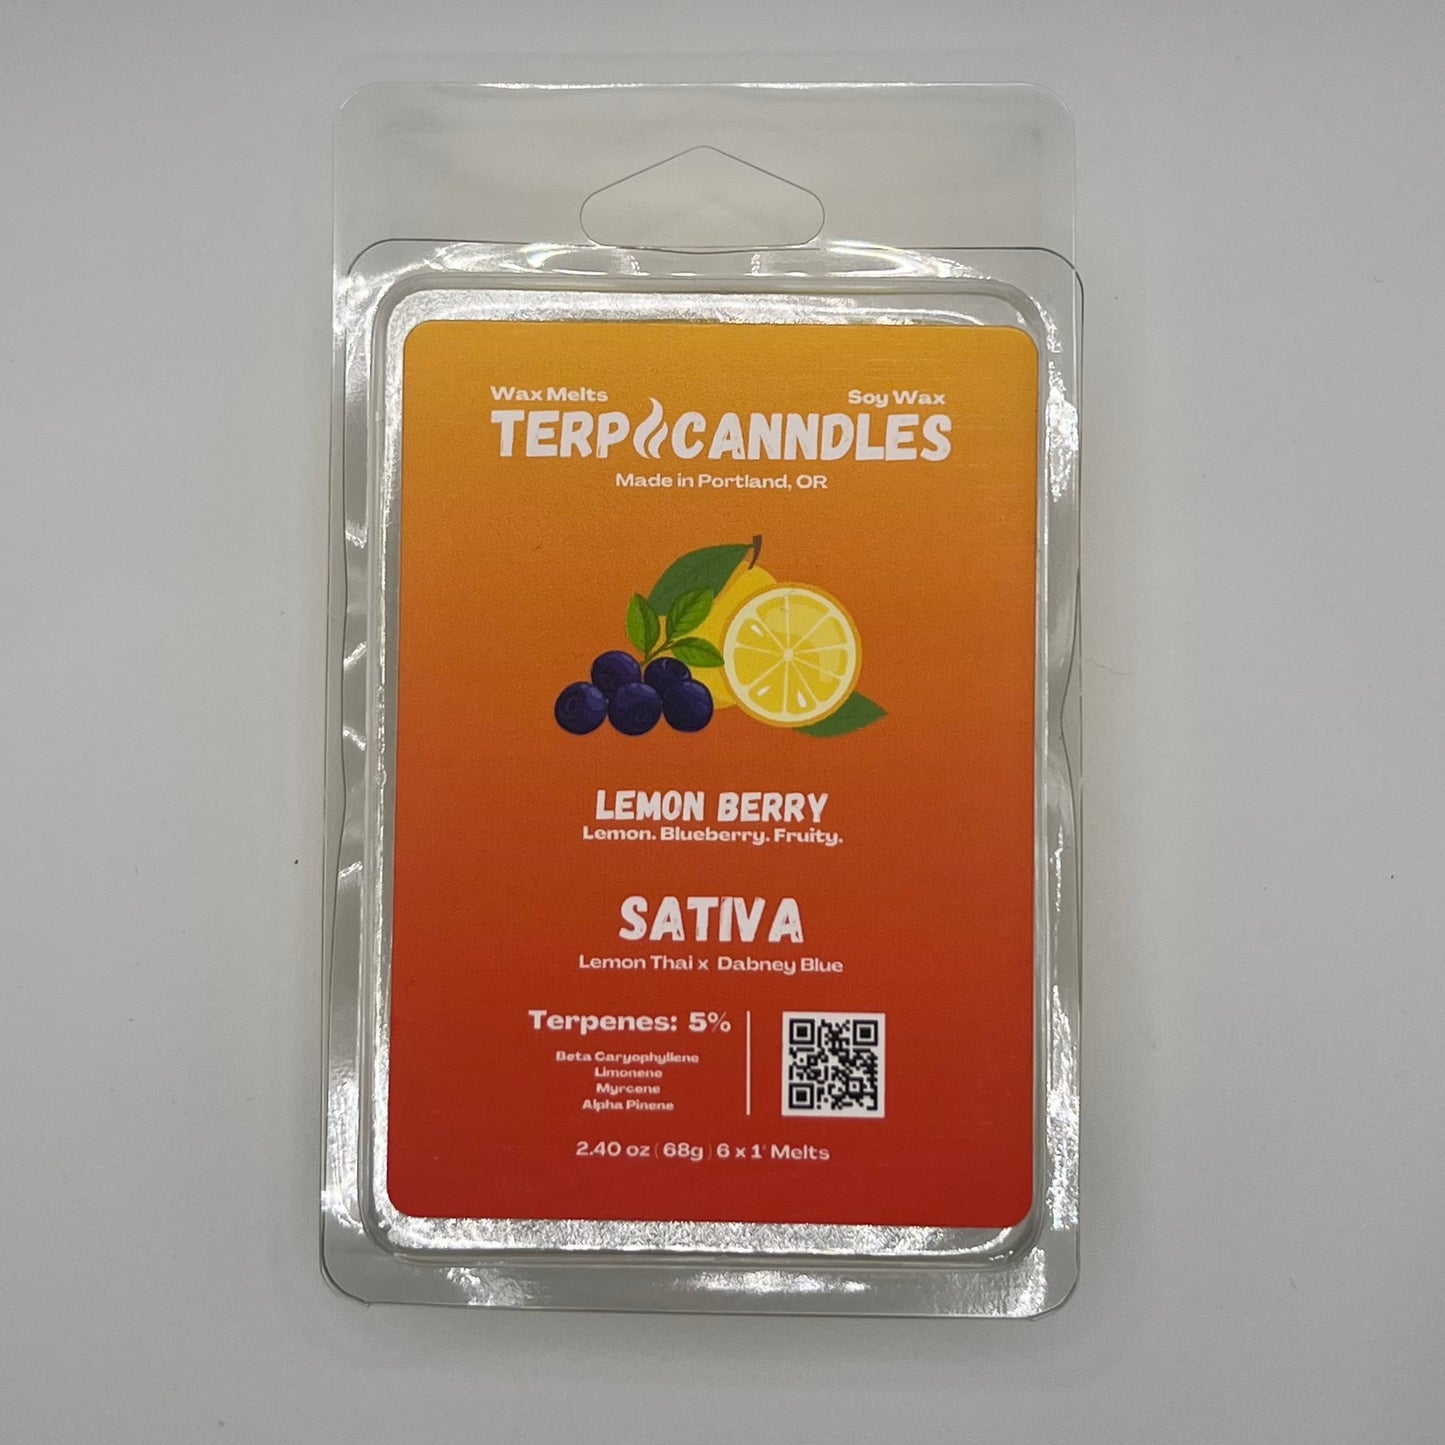 Wax Melts Soy Wax
TERP CANNDLES
Made in Portland, OR
LEMON BERRY
Lemon. Blueberry. Fruity.
SATIVA
Lemon Thai x Dabney Blue
Terpenes: 5%
Beta Caryophyllene
Limonene
Myrcene
Alpha Pinene
2.40 oz (68g) 6 x 1" Melts